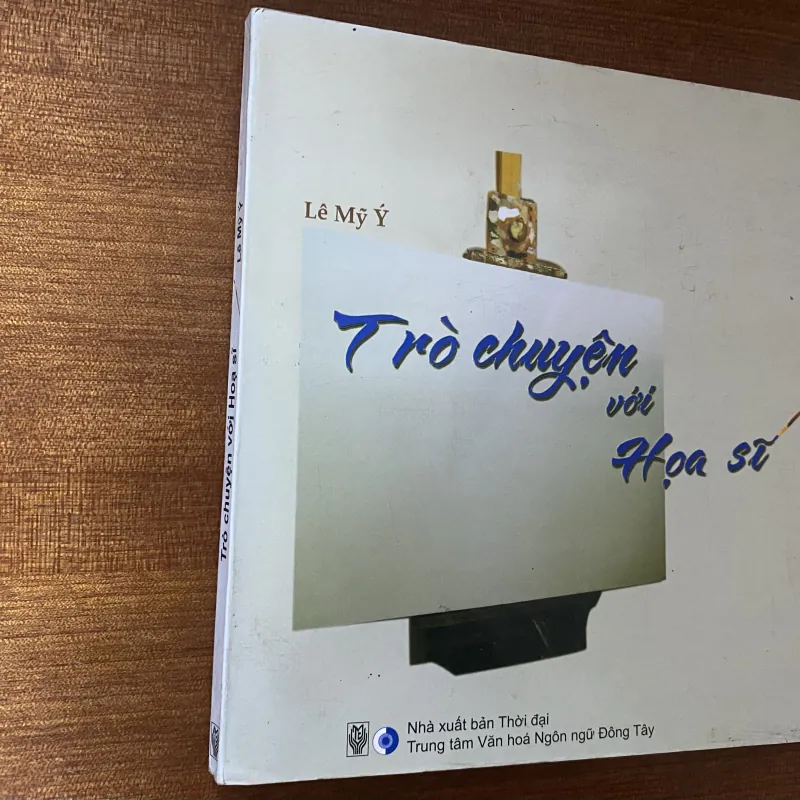 Lê Mỹ Ý
Trò chuyện
với
Họa sĩ
Nhà xuất bản Thời đại
Trung tâm Văn hoá Ngôn ngữ Đông Tây
Trò chuyện với Hoạ sĩ / Lê Mỹ Ý